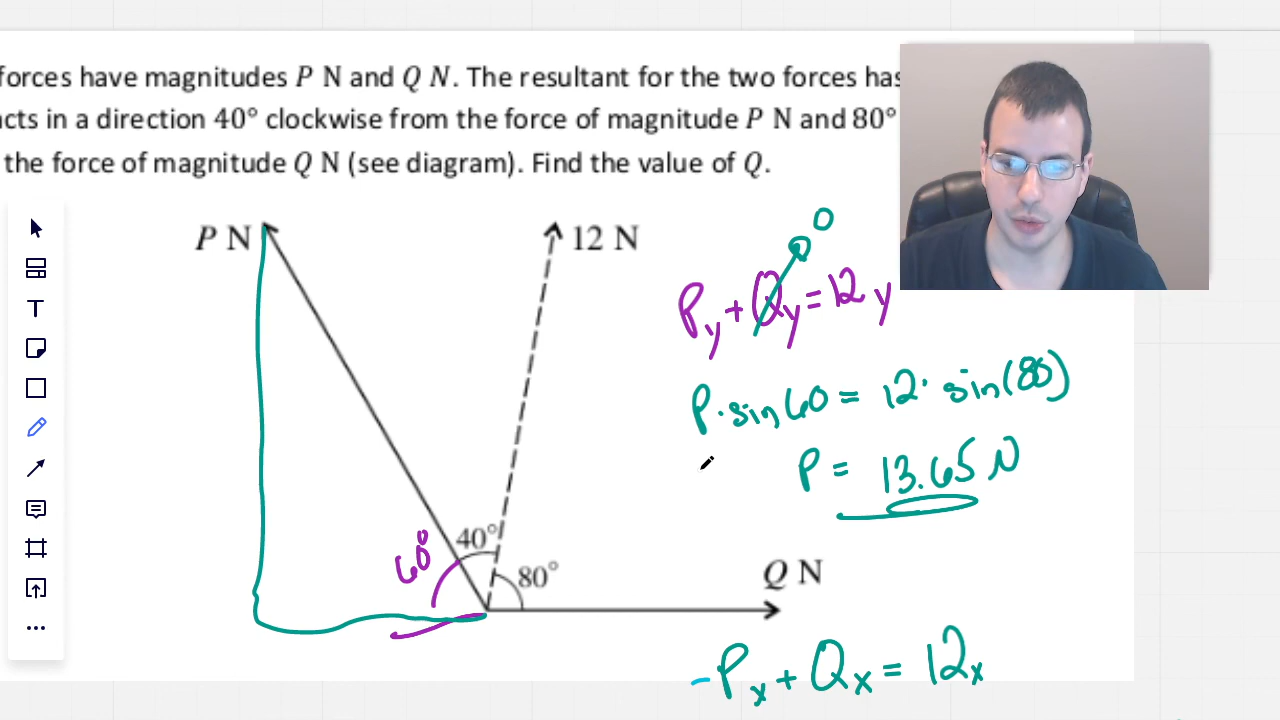 forces have magnitudes P N and Q N. The resultant for the two forces has
acts in a direction 40° clockwise from the force of magnitude P N and 80°
the force of magnitude Q N (see diagram). Find the value of Q.
P N
12 N
0
Py + Qy = 12y
P · sin 60 = 12 · sin(80)
P = 13.65 N
60°
40°
80°
Q N
-Px + Qx = 12x
T